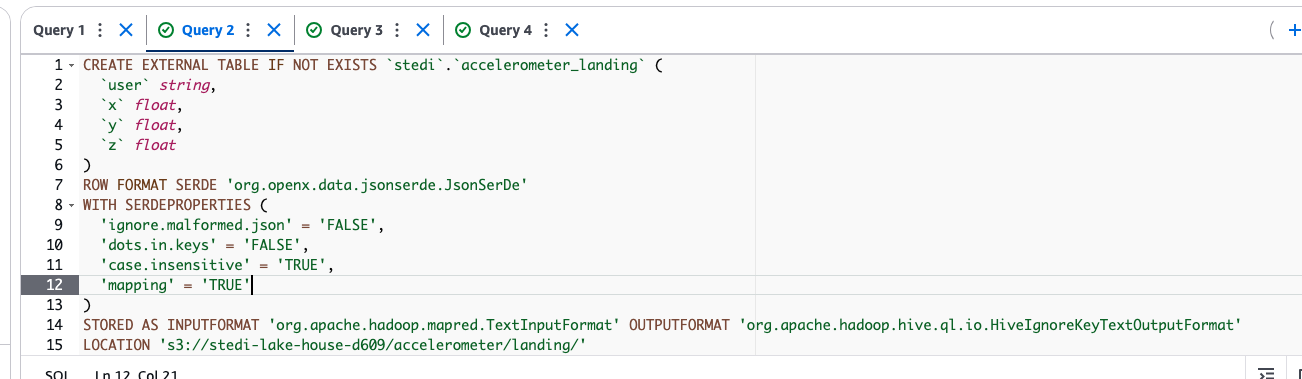 Query 1 Query 2 Query 3 Query 4
1 CREATE EXTERNAL TABLE IF NOT EXISTS `stedi`.`accelerometer_landing` (
2 `user` string,
3 `x` float,
4 `y` float,
5 `z` float
6 )
7 ROW FORMAT SERDE 'org.openx.data.jsonserde.JsonSerDe'
8 WITH SERDEPROPERTIES (
9 'ignore.malformed.json' = 'FALSE',
10 'dots.in.keys' = 'FALSE',
11 'case.insensitive' = 'TRUE',
12 'mapping' = 'TRUE'
13 )
14 STORED AS INPUTFORMAT 'org.apache.hadoop.mapred.TextInputFormat' OUTPUTFORMAT 'org.apache.hadoop.hive.ql.io.HiveIgnoreKeyTextOutputFormat'
15 LOCATION 's3://stedi-lake-house-d609/accelerometer/landing/'
SQL Ln 12, Col 21